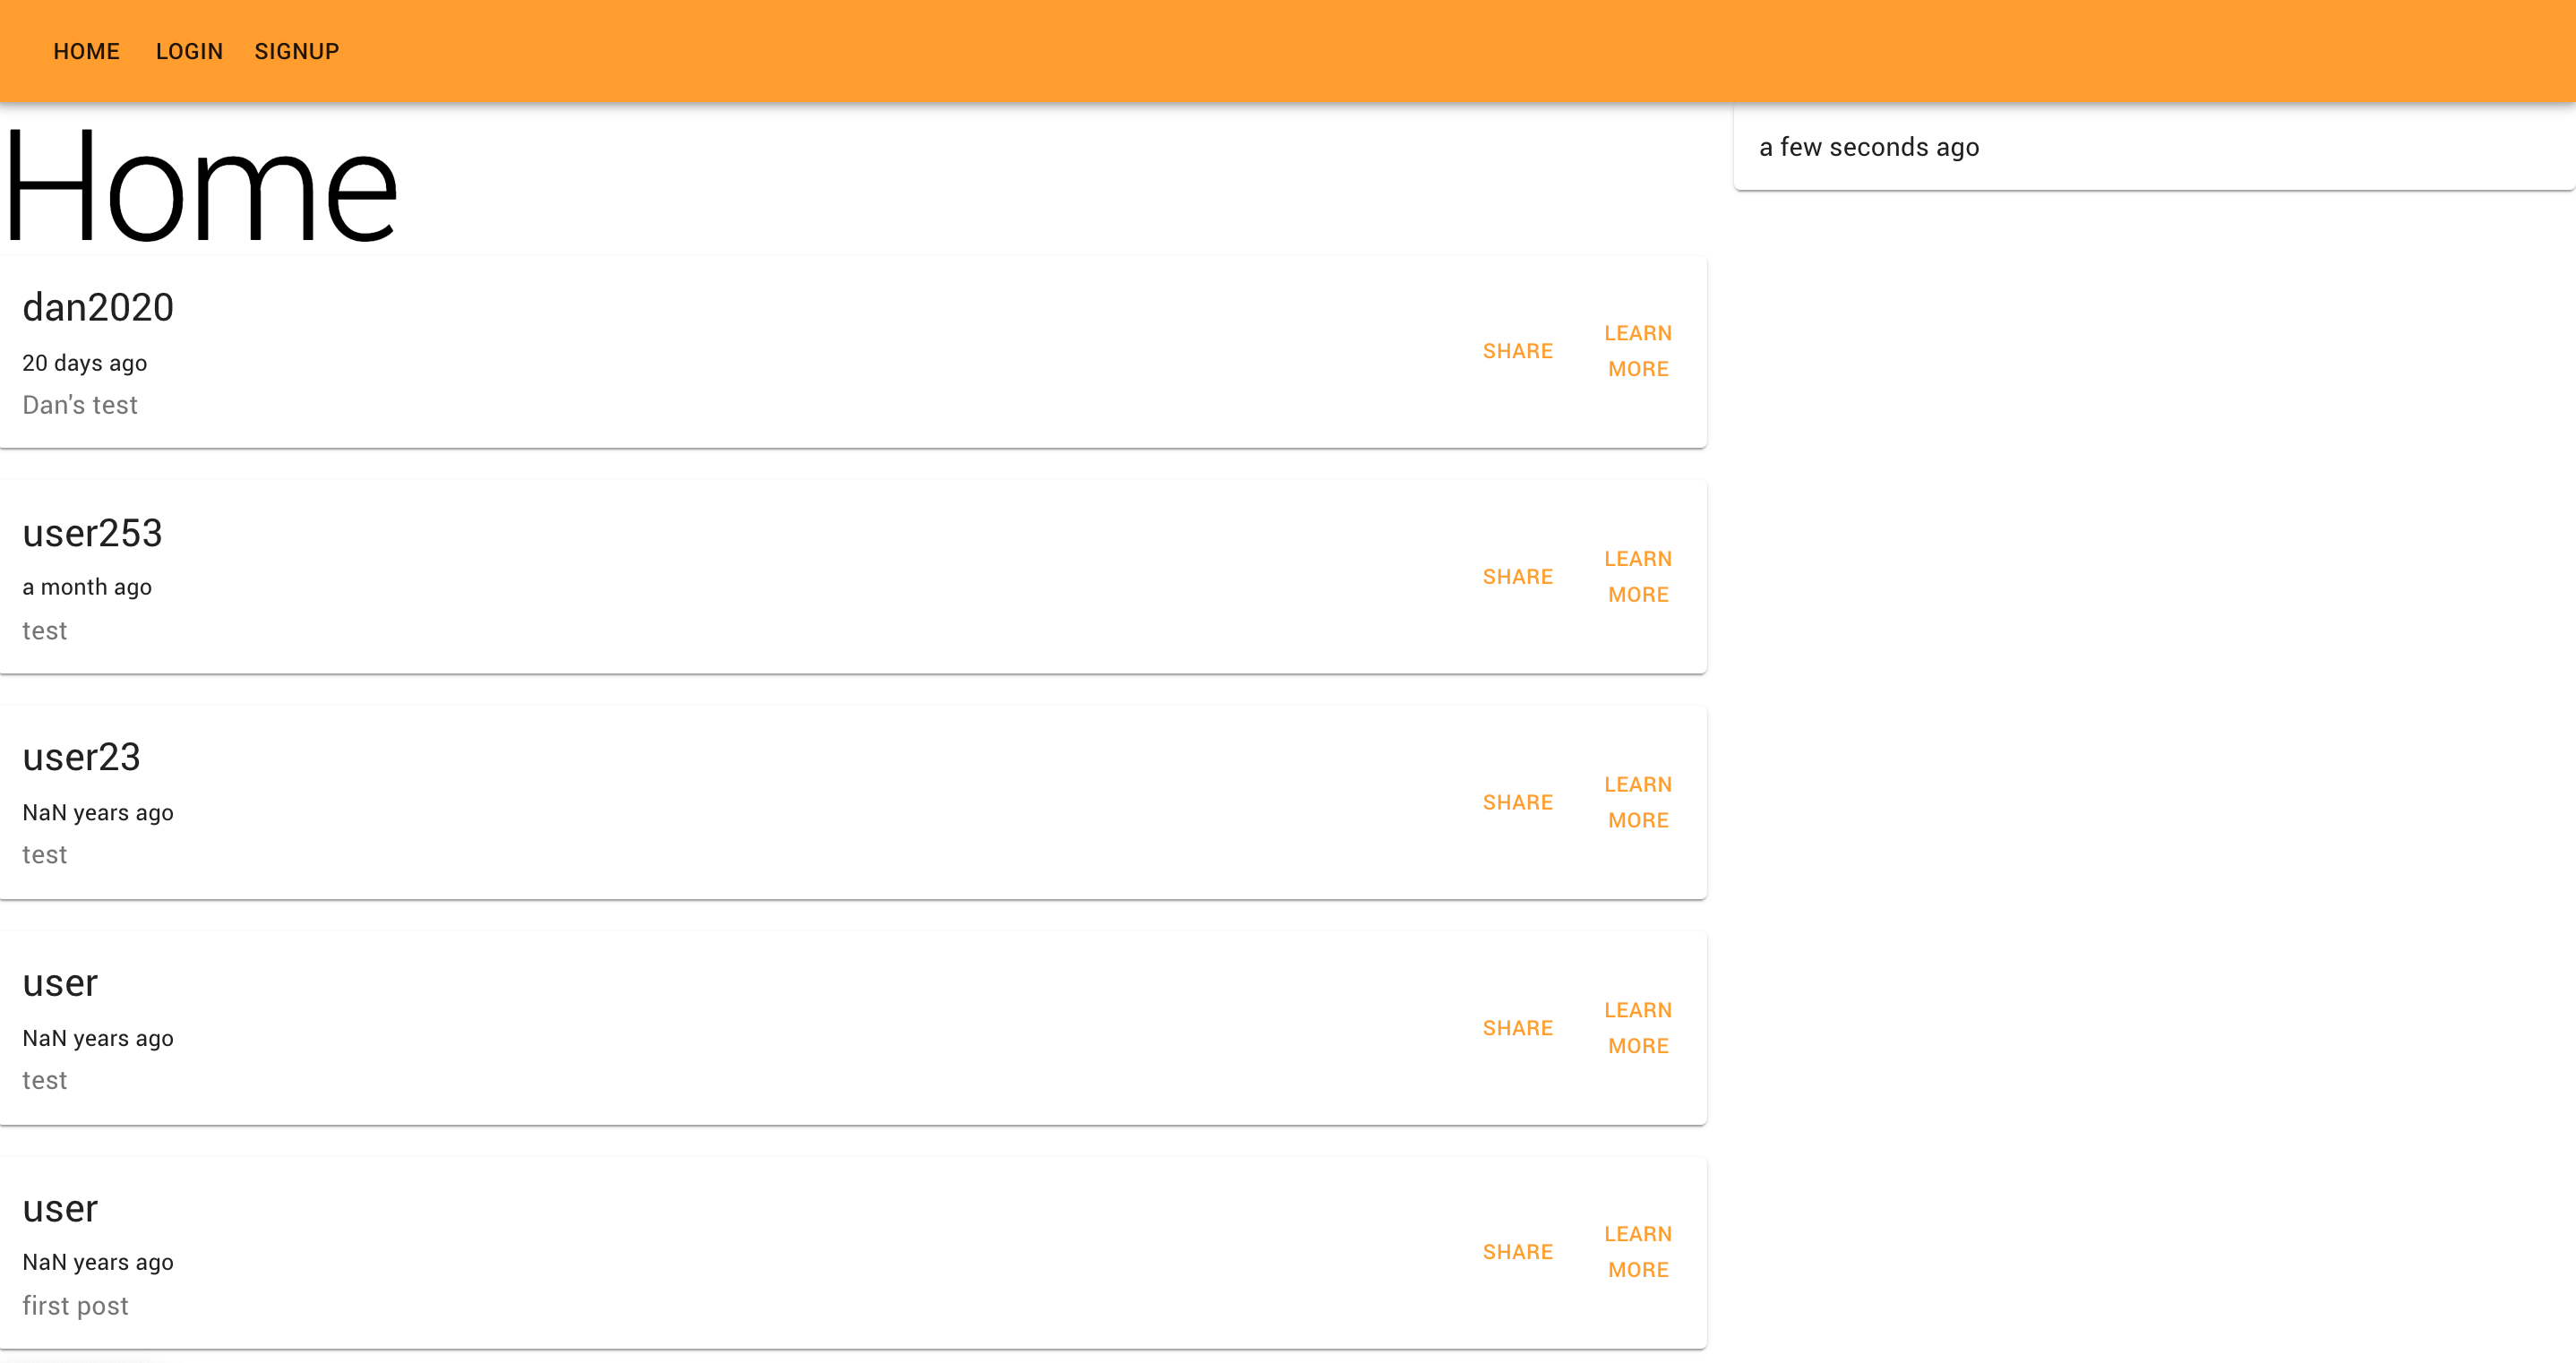 HOME LOGIN SIGNUP
Home
a few seconds ago
dan2020
20 days ago
Dan's test
SHARE
LEARN
MORE
user253
a month ago
test
SHARE
LEARN
MORE
user23
NaN years ago
test
SHARE
LEARN
MORE
user
NaN years ago
test
SHARE
LEARN
MORE
user
NaN years ago
first post
SHARE
LEARN
MORE